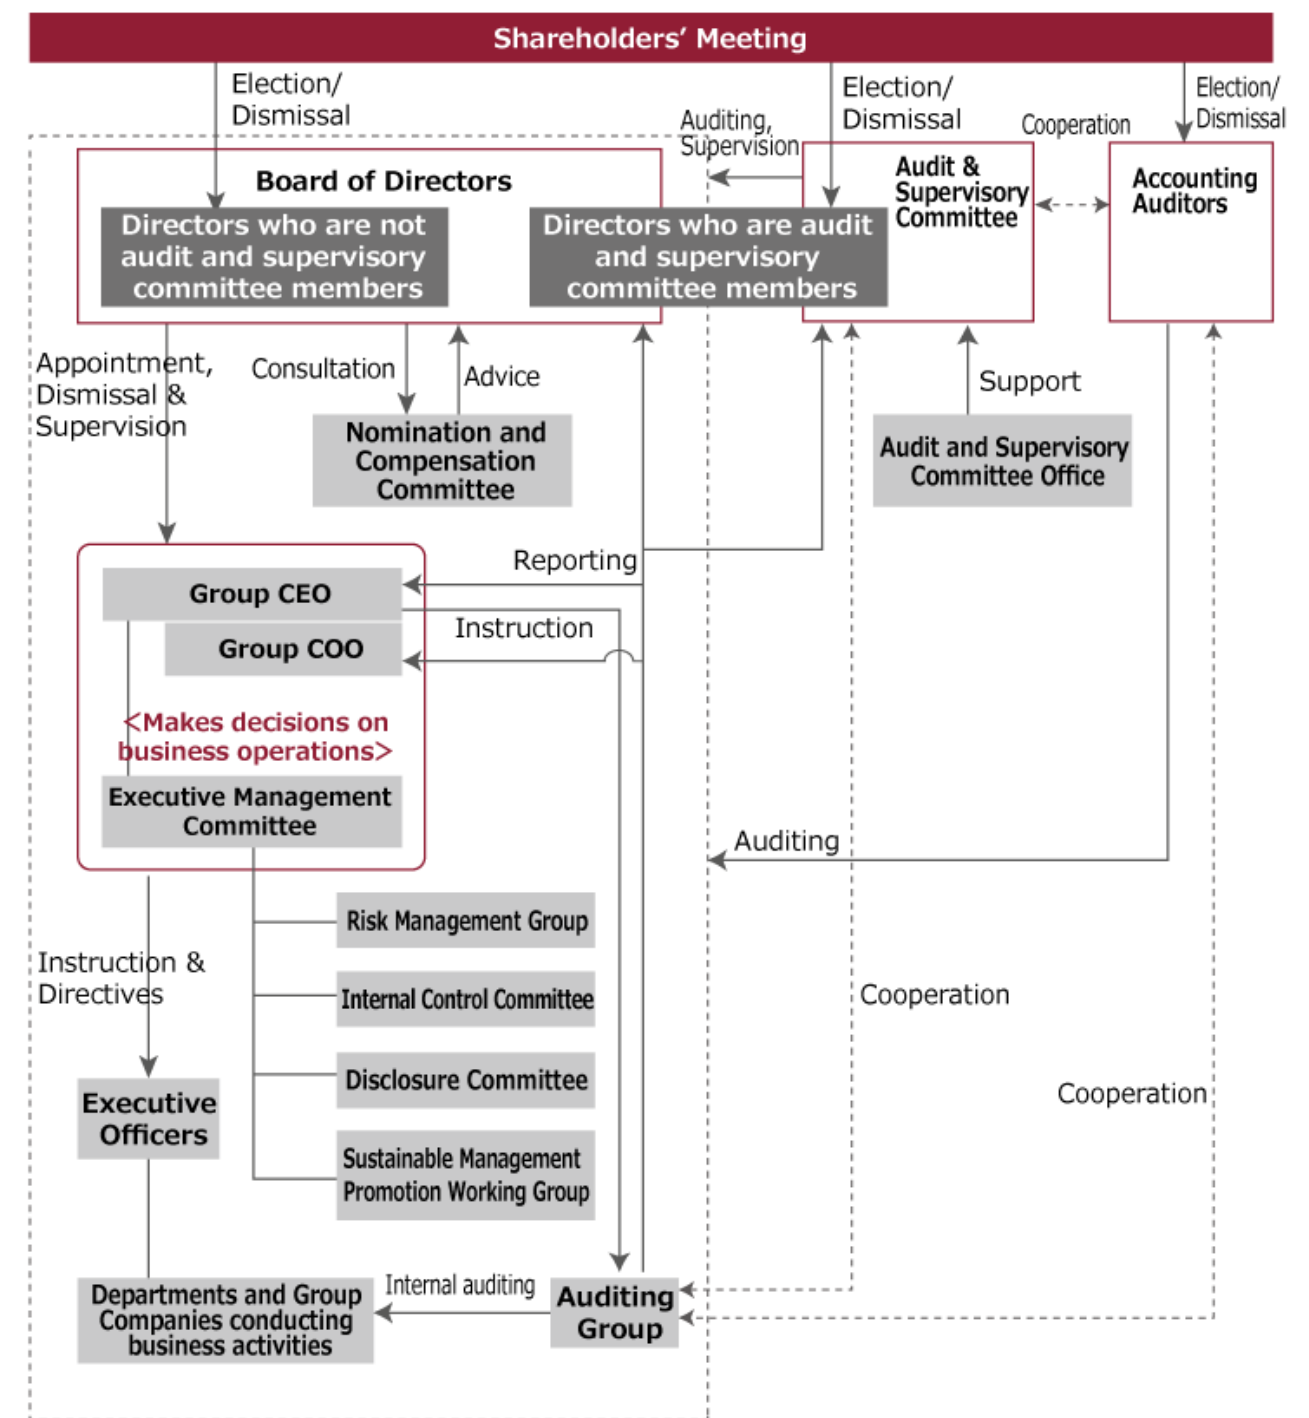 Shareholders’ Meeting
Election/
Dismissal
Election/
Dismissal
Election/
Dismissal
Auditing,
Supervision
Cooperation
Board of Directors
Audit &
Supervisory
Committee
Accounting
Auditors
Directors who are not
audit and supervisory
committee members
Directors who are audit
and supervisory
committee members
Appointment,
Dismissal &
Supervision
Consultation
Advice
Support
Nomination and
Compensation
Committee
Audit and Supervisory
Committee Office
Reporting
Group CEO
Instruction
Group COO
<Makes decisions on
business operations>
Executive Management
Committee
Auditing
Risk Management Group
Instruction &
Directives
Internal Control Committee
Cooperation
Disclosure Committee
Cooperation
Executive
Officers
Sustainable Management
Promotion Working Group
Departments and Group
Companies conducting
business activities
Internal auditing
Auditing
Group